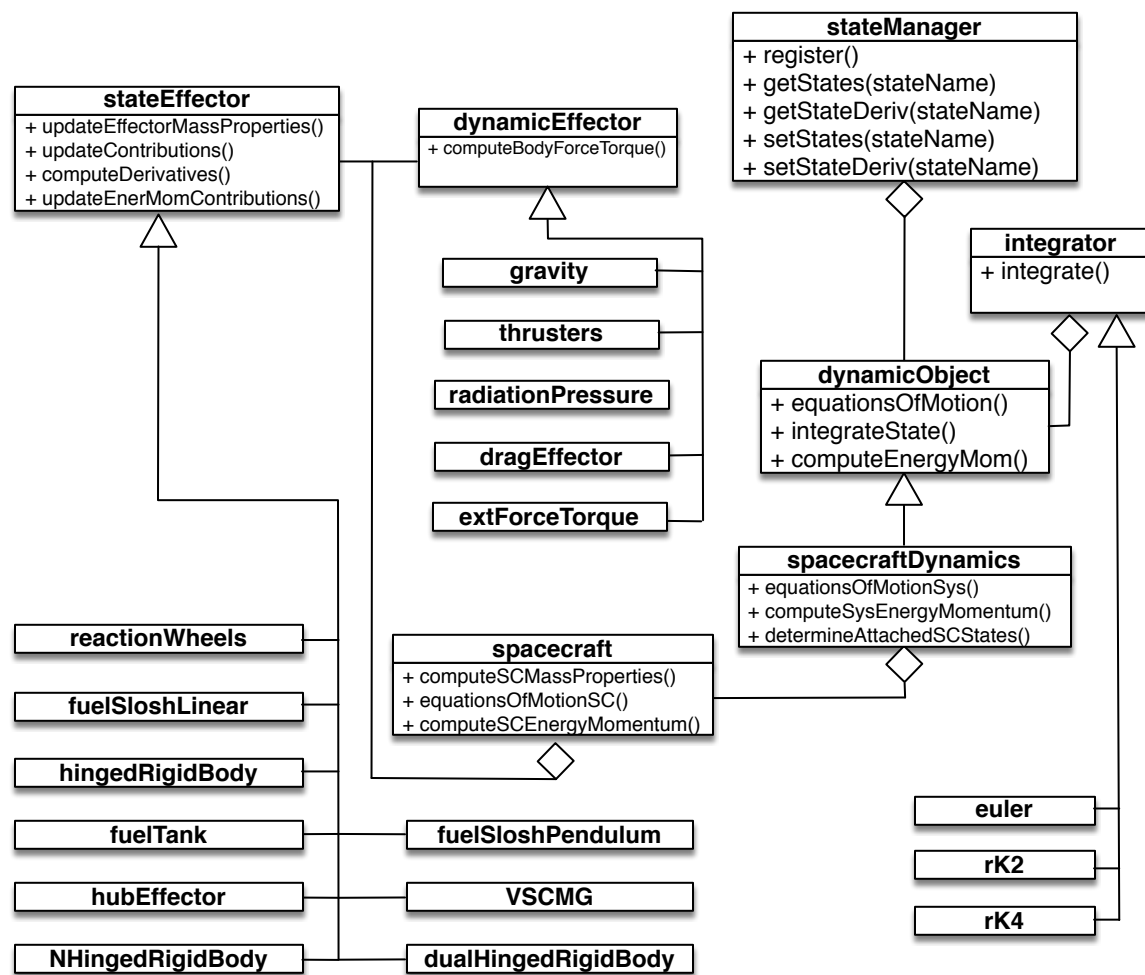 stateManager
+ register()
+ getStates(stateName)
+ getStateDeriv(stateName)
+ setStates(stateName)
+ setStateDeriv(stateName)
stateEffector
+ updateEffectorMassProperties()
+ updateContributions()
+ computeDerivatives()
+ updateEnerMomContributions()
dynamicEffector
+ computeBodyForceTorque()
integrator
+ integrate()
gravity
thrusters
radiationPressure
dragEffector
extForceTorque
dynamicObject
+ equationsOfMotion()
+ integrateState()
+ computeEnergyMom()
spacecraftDynamics
+ equationsOfMotionSys()
+ computeSysEnergyMomentum()
+ determineAttachedSCStates()
spacecraft
+ computeSCMassProperties()
+ equationsOfMotionSC()
+ computeSCEnergyMomentum()
reactionWheels
fuelSloshLinear
hingedRigidBody
fuelTank
fuelSloshPendulum
hubEffector
VSCMG
NHingedRigidBody
dualHingedRigidBody
euler
rK2
rK4